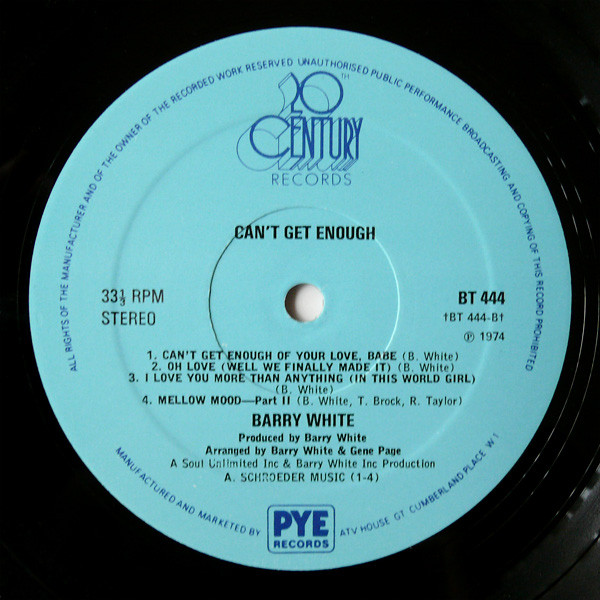 ALL RIGHTS OF THE MANUFACTURER AND OF THE OWNER OF THE RECORDED WORK RESERVED UNAUTHORISED PUBLIC PERFORMANCE BROADCASTING AND COPYING OF THIS RECORD PROHIBITED
20TH
CENTURY
RECORDS
CAN'T GET ENOUGH
33⅓ RPM
STEREO
BT 444
†BT 444-B†
℗ 1974
1. CAN'T GET ENOUGH OF YOUR LOVE, BABE (B. White)
2. OH LOVE (WELL WE FINALLY MADE IT) (B. White)
3. I LOVE YOU MORE THAN ANYTHING (IN THIS WORLD GIRL)
(B. White)
4. MELLOW MOOD—Part II (B. White, T. Brock, R. Taylor)
BARRY WHITE
Produced by Barry White
Arranged by Barry White & Gene Page
A Soul Unlimited Inc & Barry White Inc Production
A. SCHROEDER MUSIC (1-4)
MANUFACTURED AND MARKETED BY
PYE
RECORDS
ATV HOUSE GT CUMBERLAND PLACE W 1